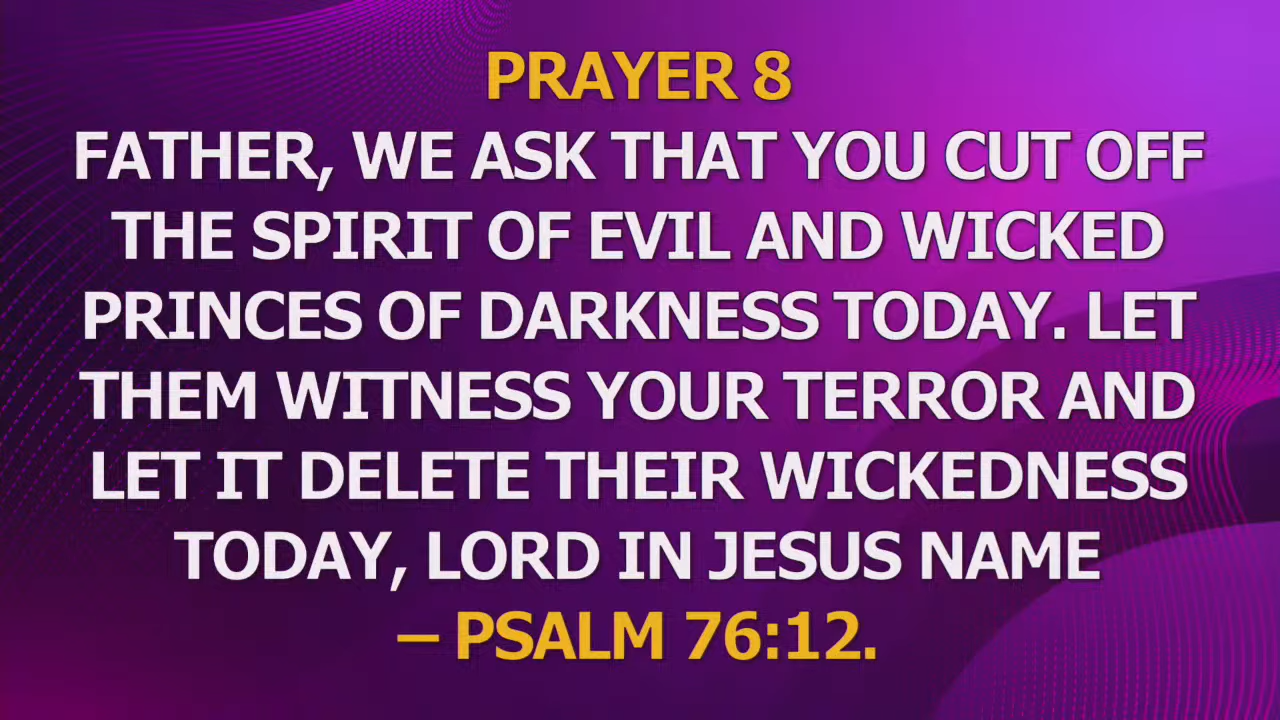 PRAYER 8
FATHER, WE ASK THAT YOU CUT OFF
THE SPIRIT OF EVIL AND WICKED
PRINCES OF DARKNESS TODAY. LET
THEM WITNESS YOUR TERROR AND
LET IT DELETE THEIR WICKEDNESS
TODAY, LORD IN JESUS NAME
– PSALM 76:12.